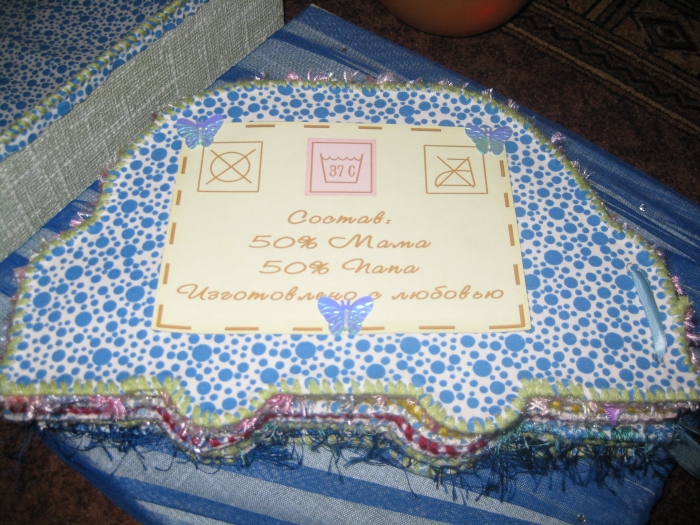 37 С
Состав:
50% Мама
50% Папа
Изготовлено с любовью